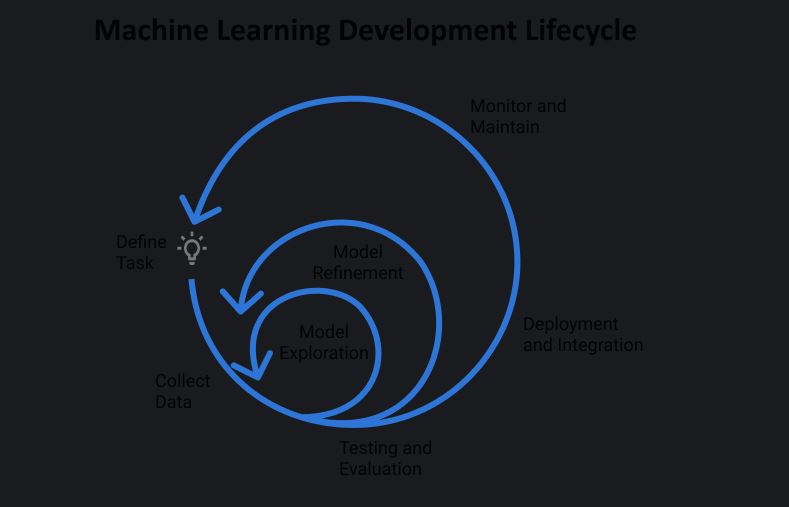 Machine Learning Development Lifecycle
Monitor and
Maintain
Define
Task
Model
Refinement
Model
Exploration
Deployment
and Integration
Collect
Data
Testing and
Evaluation